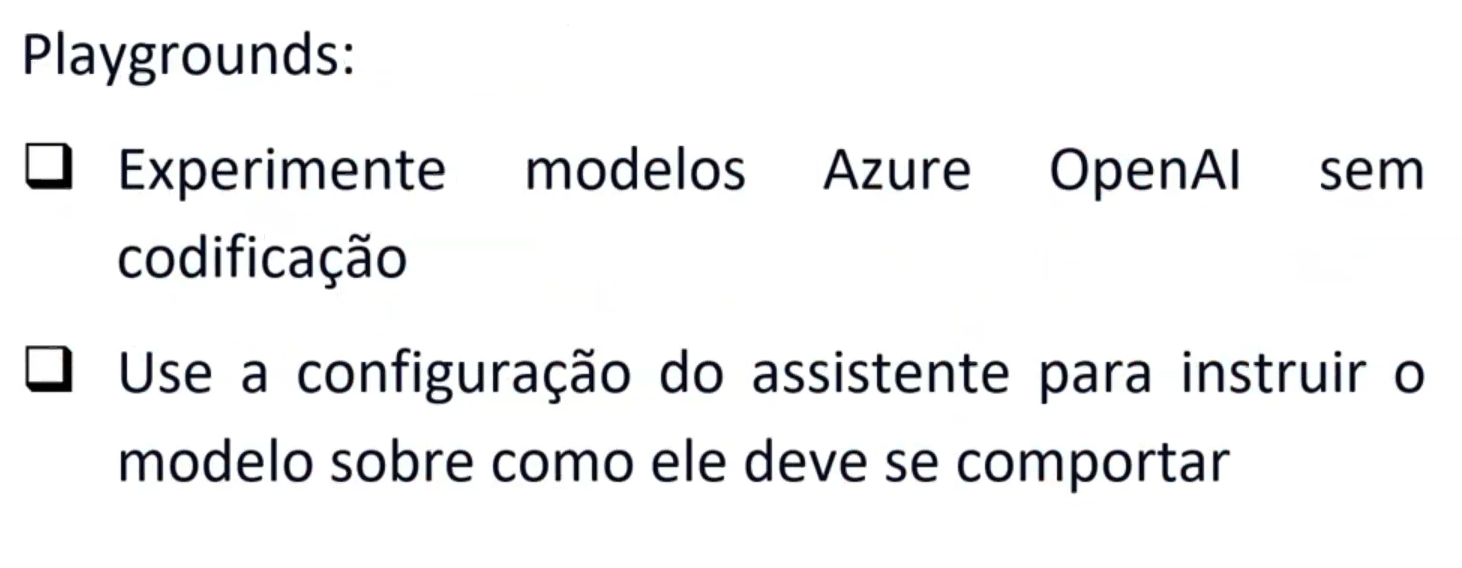 Playgrounds:
❑ Experimente modelos Azure OpenAI sem
codificação
❑ Use a configuração do assistente para instruir o
modelo sobre como ele deve se comportar